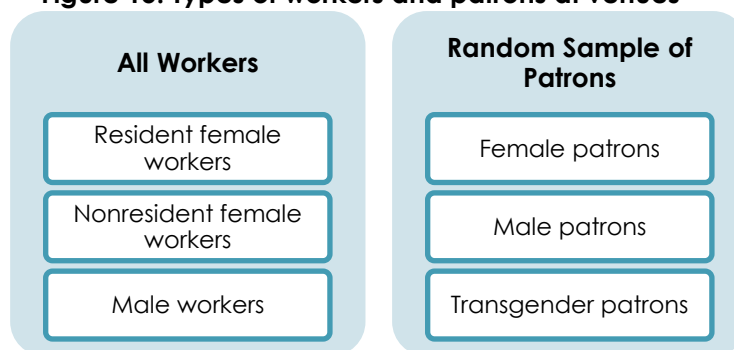 All Workers
Resident female
workers
Nonresident female
workers
Male workers
Random Sample of
Patrons
Female patrons
Male patrons
Transgender patrons